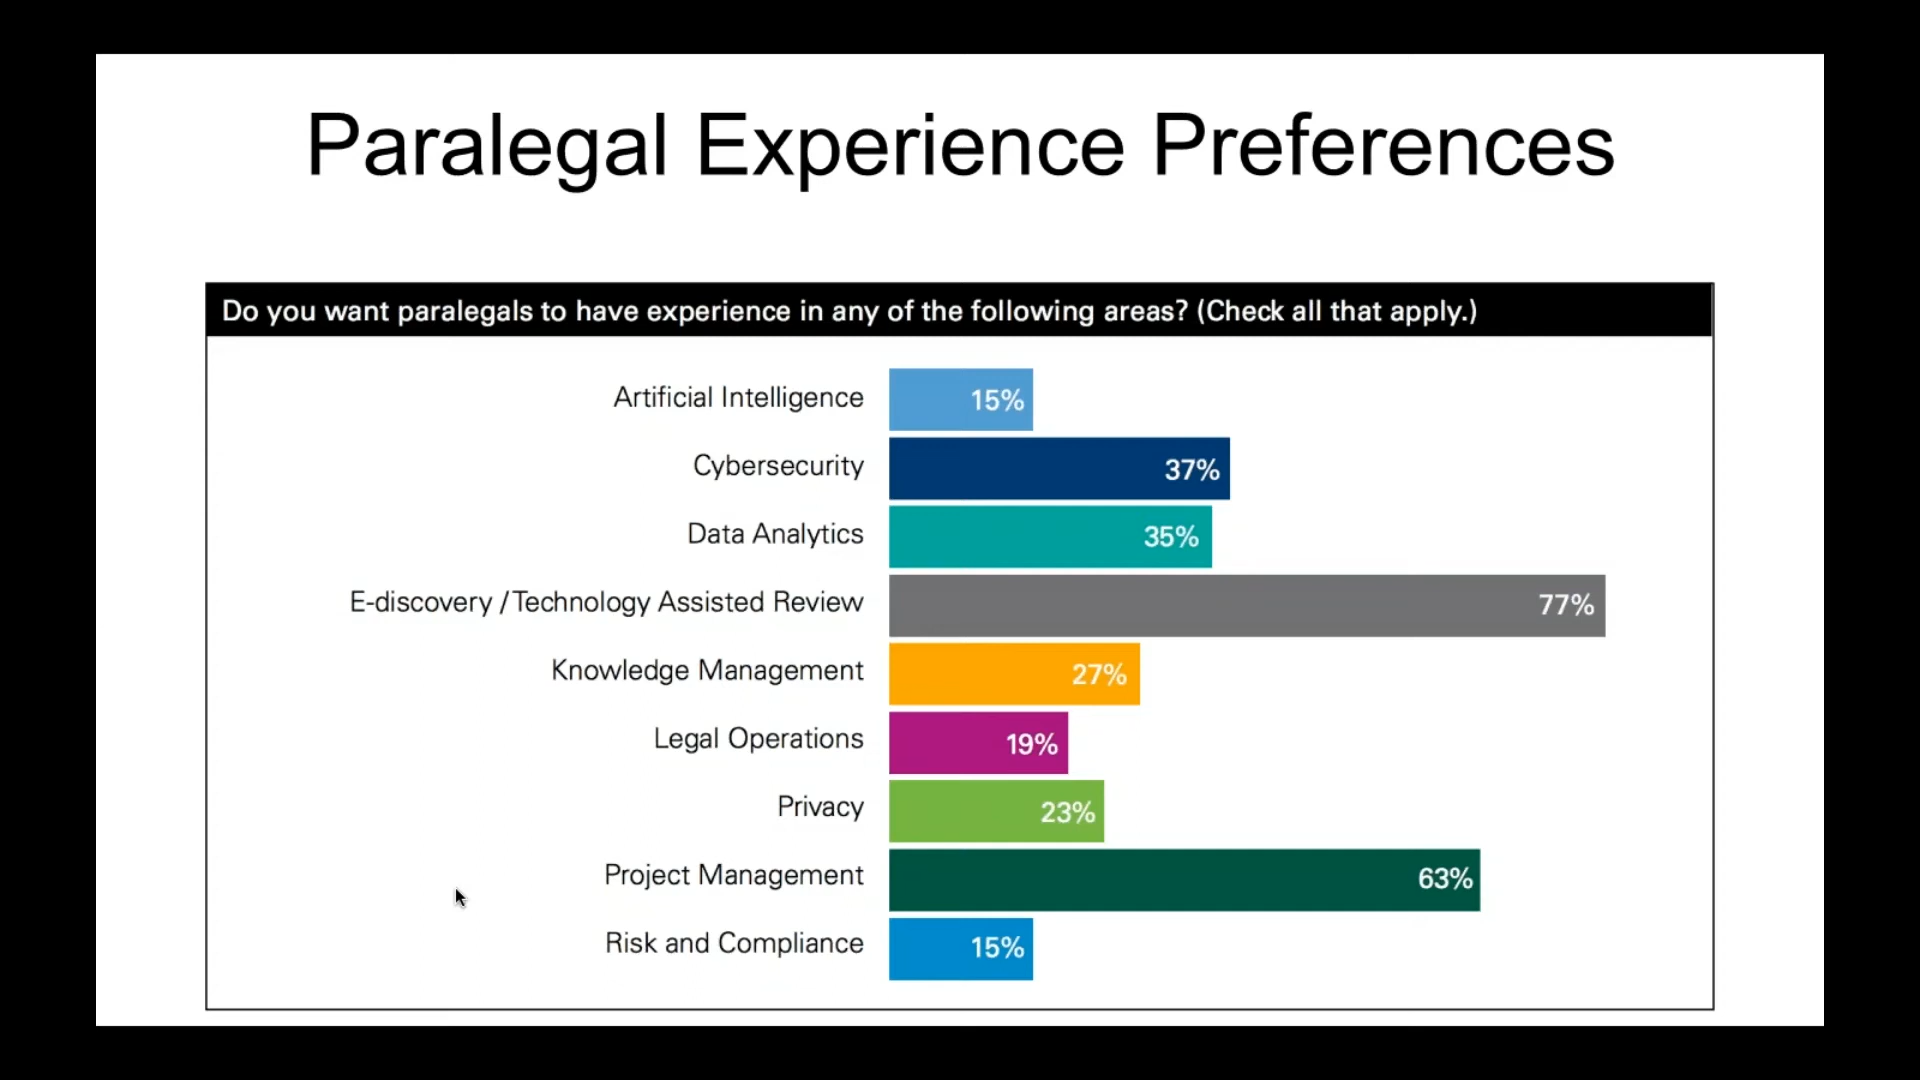 Paralegal Experience Preferences
Do you want paralegals to have experience in any of the following areas? (Check all that apply.)
Artificial Intelligence 15%
Cybersecurity 37%
Data Analytics 35%
E-discovery / Technology Assisted Review 77%
Knowledge Management 27%
Legal Operations 19%
Privacy 23%
Project Management 63%
Risk and Compliance 15%